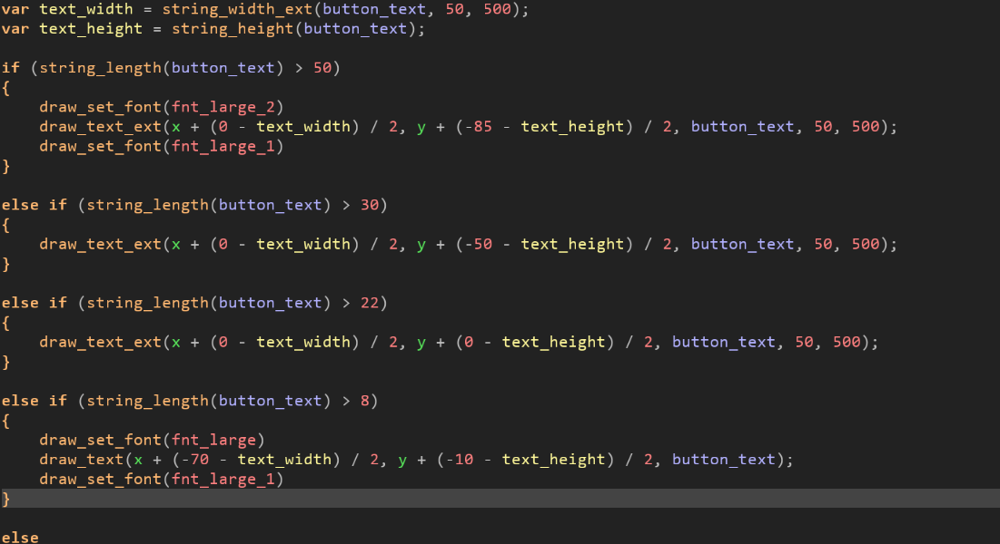 var text_width = string_width_ext(button_text, 50, 500);
var text_height = string_height(button_text);
if (string_length(button_text) > 50)
{
draw_set_font(fnt_large_2)
draw_text_ext(x + (0 - text_width) / 2, y + (-85 - text_height) / 2, button_text, 50, 500);
draw_set_font(fnt_large_1)
}
else if (string_length(button_text) > 30)
{
draw_text_ext(x + (0 - text_width) / 2, y + (-50 - text_height) / 2, button_text, 50, 500);
}
else if (string_length(button_text) > 22)
{
draw_text_ext(x + (0 - text_width) / 2, y + (0 - text_height) / 2, button_text, 50, 500);
}
else if (string_length(button_text) > 8)
{
draw_set_font(fnt_large)
draw_text(x + (-70 - text_width) / 2, y + (-10 - text_height) / 2, button_text);
draw_set_font(fnt_large_1)
}
else